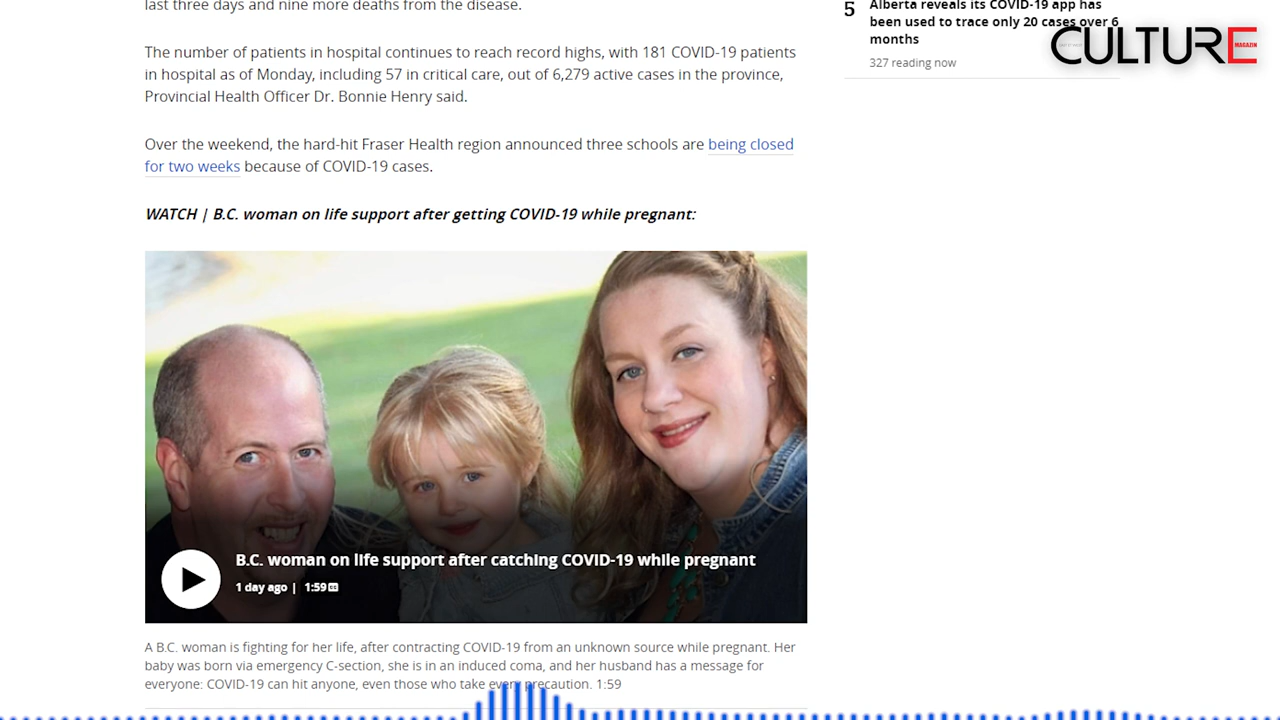 last three days and nine more deaths from the disease.
The number of patients in hospital continues to reach record highs, with 181 COVID-19 patients
in hospital as of Monday, including 57 in critical care, out of 6,279 active cases in the province,
Provincial Health Officer Dr. Bonnie Henry said.
Over the weekend, the hard-hit Fraser Health region announced three schools are being closed
for two weeks because of COVID-19 cases.
WATCH | B.C. woman on life support after getting COVID-19 while pregnant:
B.C. woman on life support after catching COVID-19 while pregnant
1 day ago | 1:59 CC
A B.C. woman is fighting for her life, after contracting COVID-19 from an unknown source while pregnant. Her
baby was born via emergency C-section, she is in an induced coma, and her husband has a message for
everyone: COVID-19 can hit anyone, even those who take every precaution. 1:59
5
Alberta reveals its COVID-19 app has
been used to trace only 20 cases over 6
months
327 reading now
CULTURE
MAGAZIN